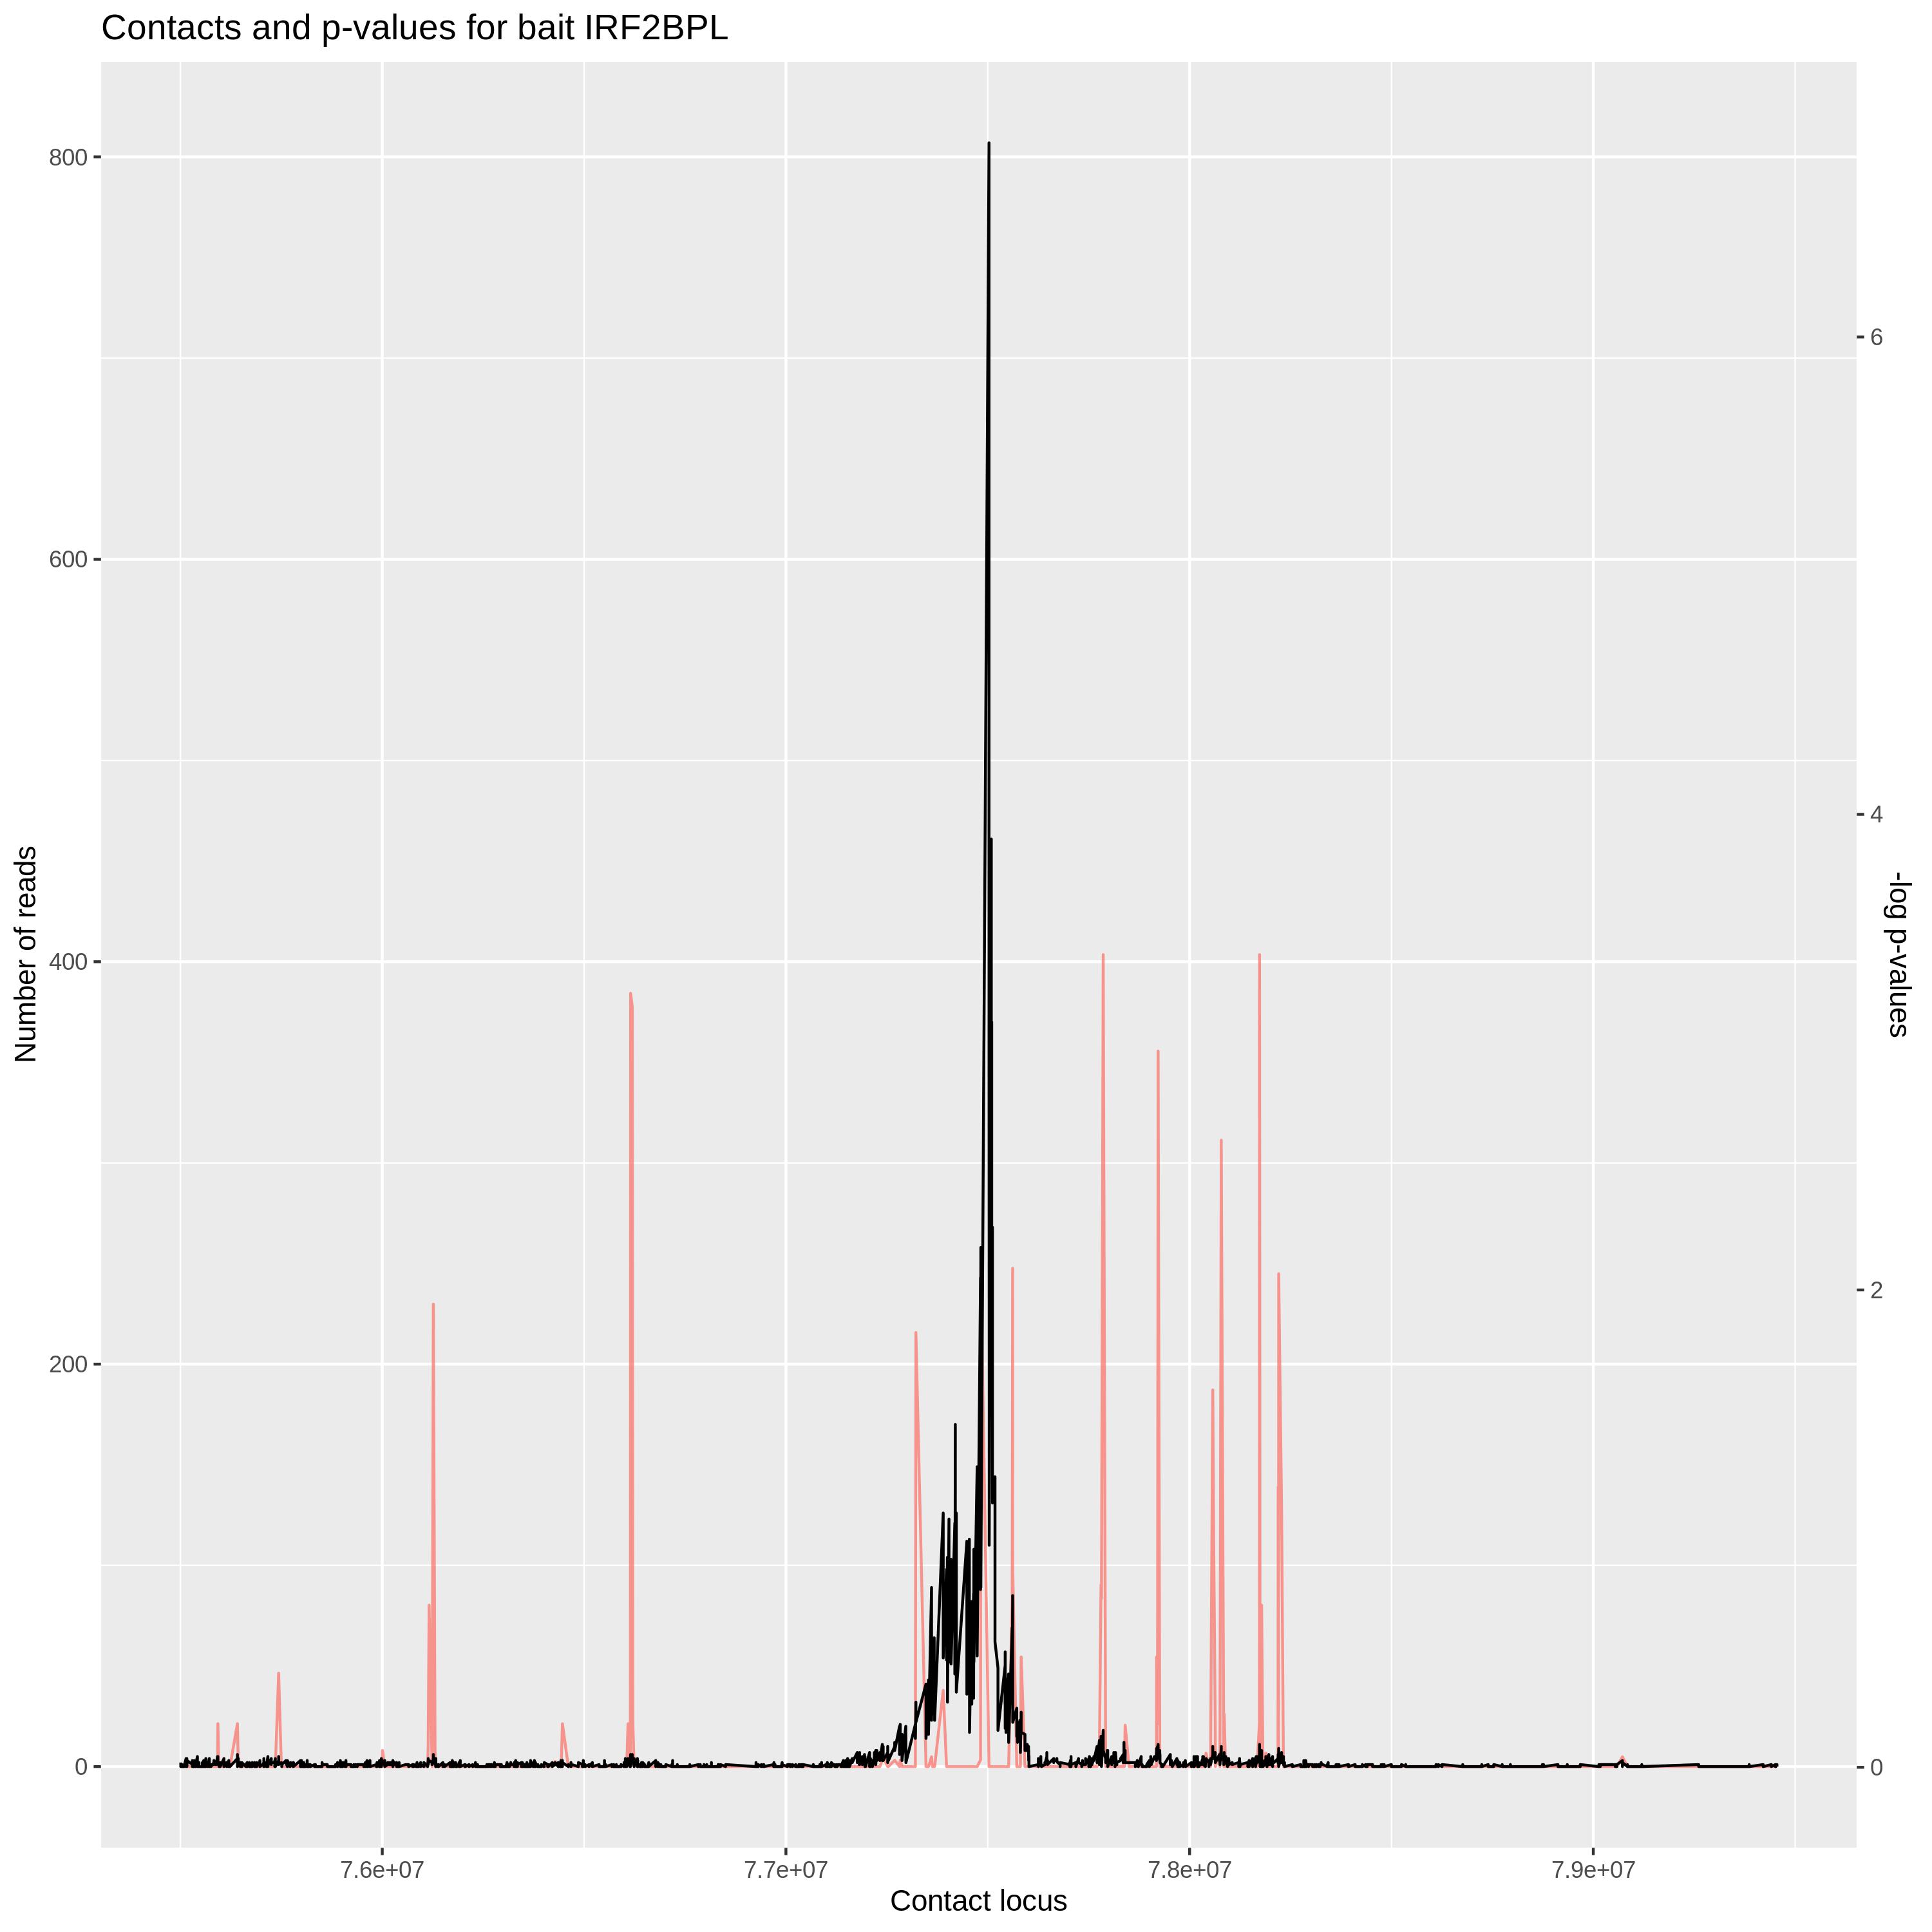 Contacts and p-values for bait IRF2BPL
800
600
400
200
0
Number of reads
6
4
2
0
-log p-values
7.6e+07 7.7e+07 7.8e+07 7.9e+07
Contact locus